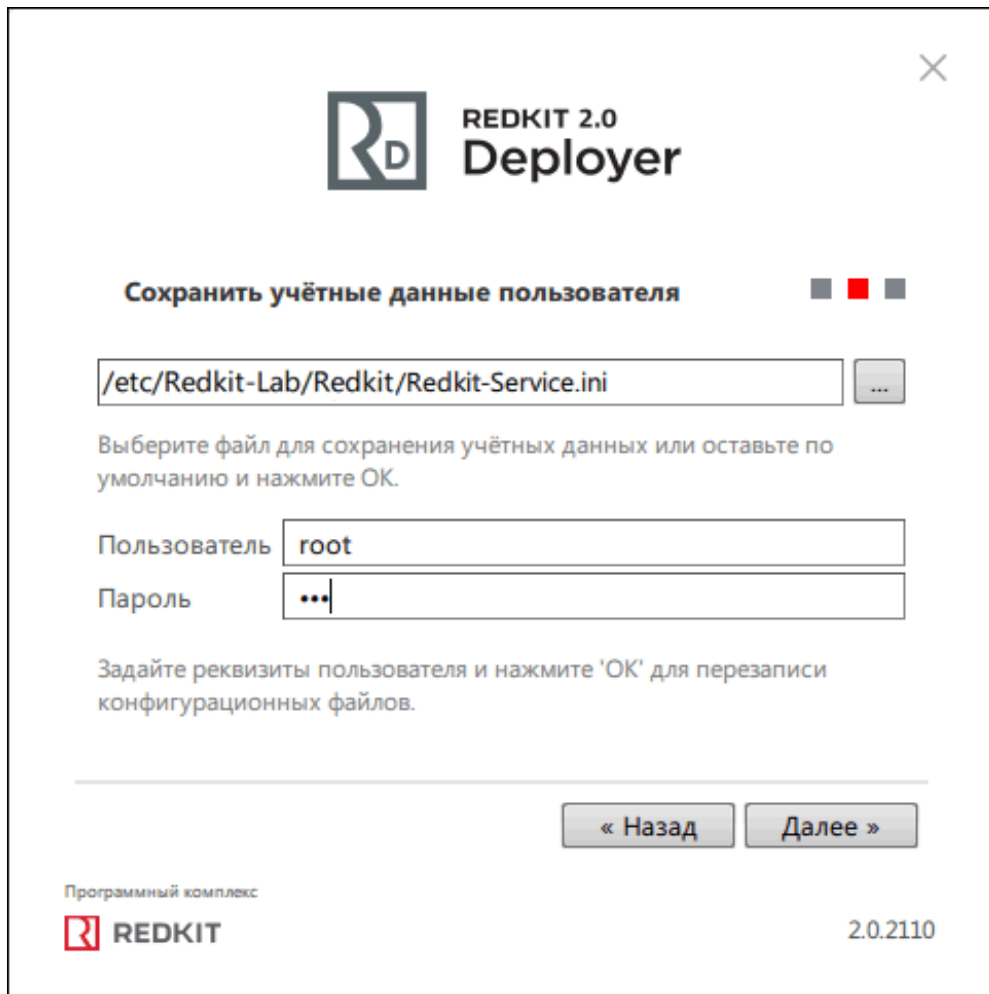 REDKIT 2.0
RD Deployer
Сохранить учётные данные пользователя
/etc/Redkit-Lab/Redkit/Redkit-Service.ini ...
Выберите файл для сохранения учётных данных или оставьте по
умолчанию и нажмите ОК.
Пользователь root
Пароль •••
Задайте реквизиты пользователя и нажмите 'ОК' для перезаписи
конфигурационных файлов.
« Назад Далее »
Программный комплекс
R REDKIT 2.0.2110